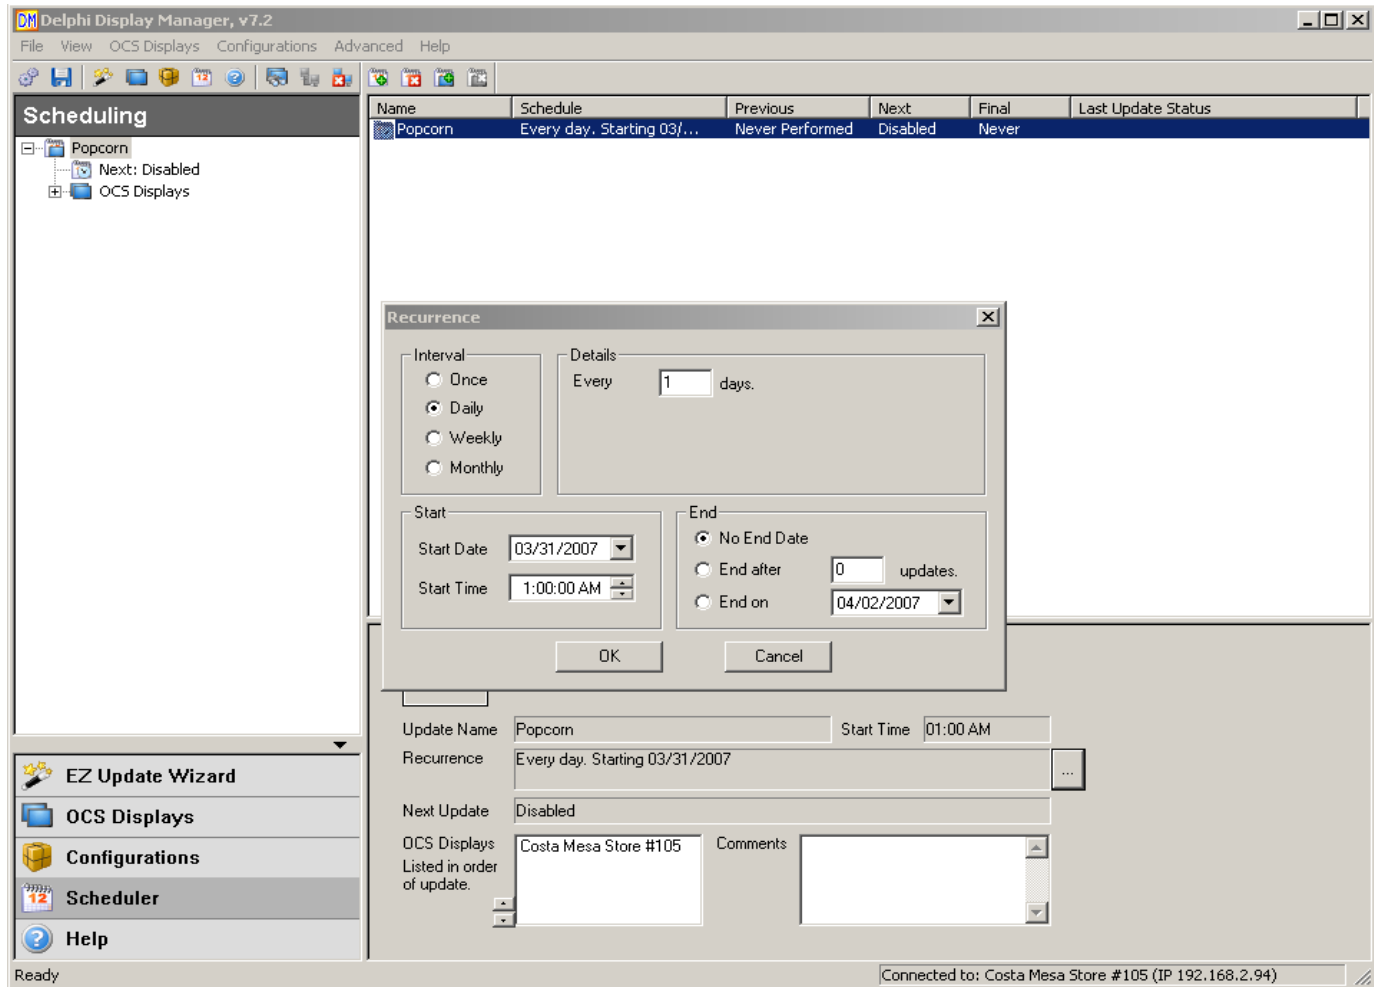 DM Delphi Display Manager, v7.2
File View OCS Displays Configurations Advanced Help
12
Scheduling
Popcorn
Next: Disabled
OCS Displays
Name Schedule Previous Next Final Last Update Status
Popcorn Every day. Starting 03/... Never Performed Disabled Never
Recurrence
Interval
Once
Daily
Weekly
Monthly
Details
Every 1 days.
Start
Start Date 03/31/2007
Start Time 1:00:00 AM
End
No End Date
End after 0 updates.
End on 04/02/2007
OK Cancel
Update Name Popcorn Start Time 01:00 AM
Recurrence Every day. Starting 03/31/2007 ...
Next Update Disabled
OCS Displays Costa Mesa Store #105 Comments
Listed in order
of update.
EZ Update Wizard
OCS Displays
Configurations
12 Scheduler
? Help
Ready Connected to: Costa Mesa Store #105 (IP 192.168.2.94)